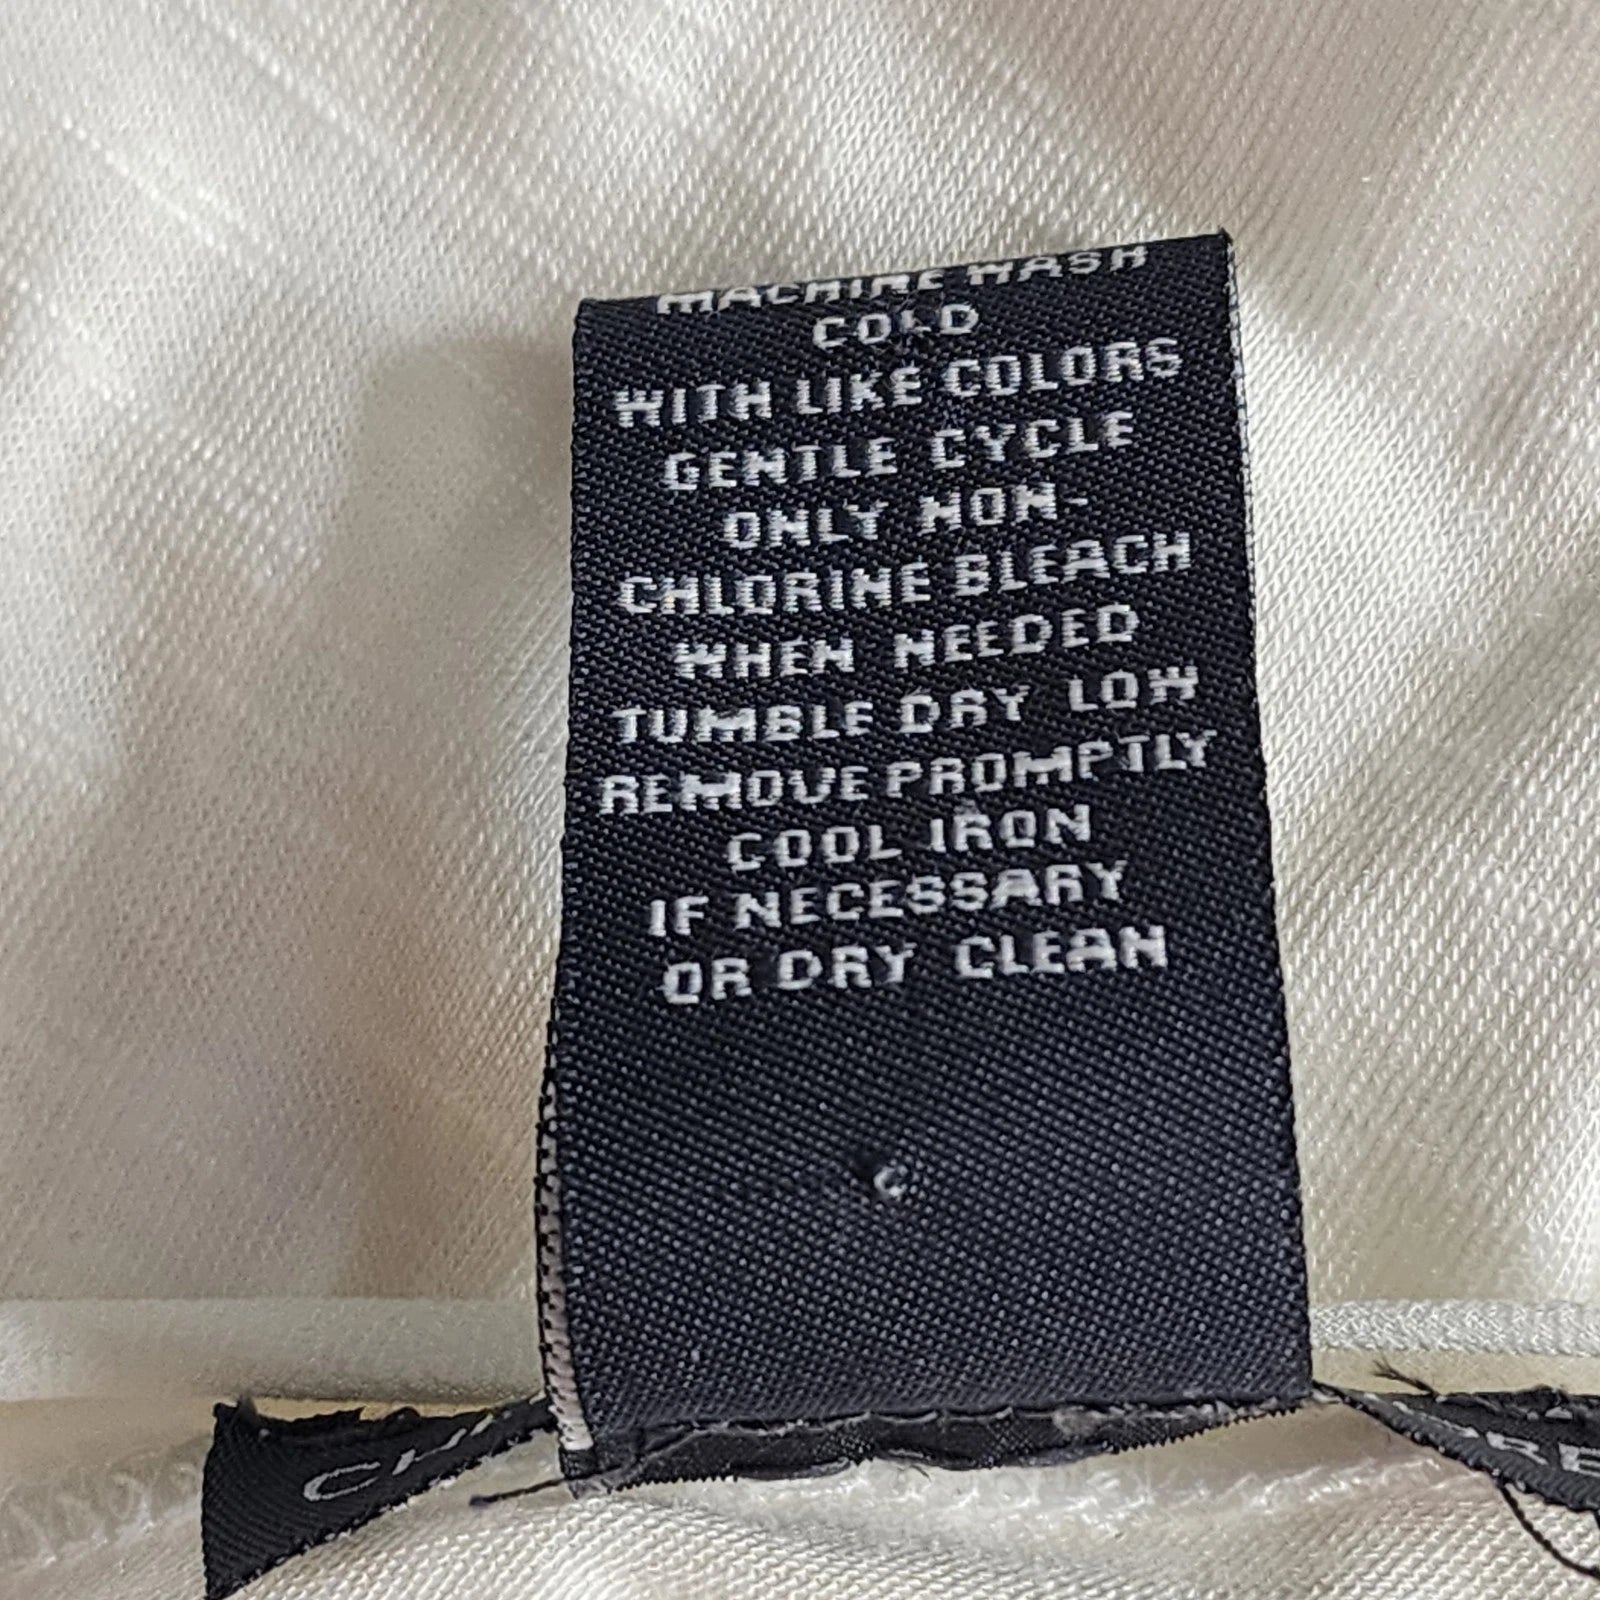 MACHINE WASH
COLD
WITH LIKE COLORS
GENTLE CYCLE
ONLY NON-
CHLORINE BLEACH
WHEN NEEDED
TUMBLE DRY LOW
REMOVE PROMPTLY
COOL IRON
IF NECESSARY
OR DRY CLEAN